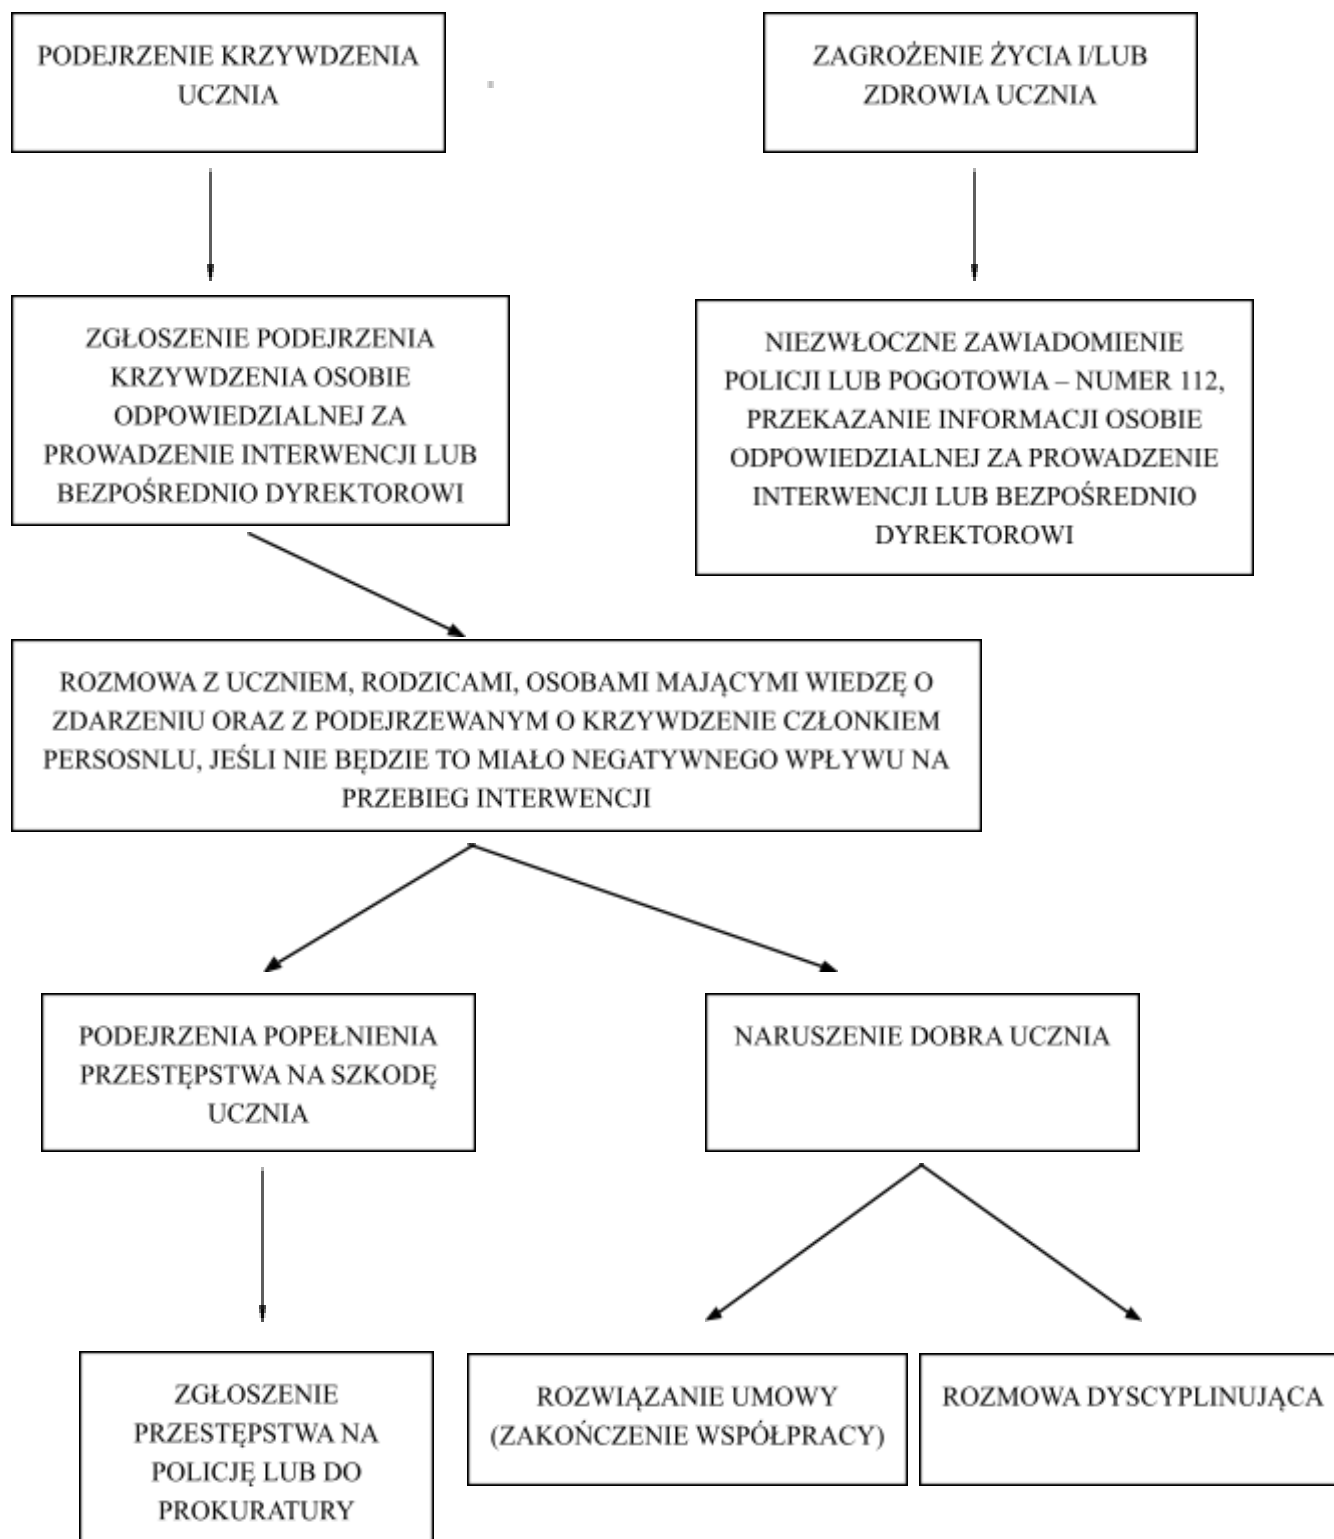 PODEJRZENIE KRZYWDZENIA
UCZNIA
ZAGROŻENIE ŻYCIA I/LUB
ZDROWIA UCZNIA
ZGŁOSZENIE PODEJRZENIA
KRZYWDZENIA OSOBIE
ODPOWIEDZIALNEJ ZA
PROWADZENIE INTERWENCJI LUB
BEZPOŚREDNIO DYREKTOROWI
NIEZWŁOCZNE ZAWIADOMIENIE
POLICJI LUB POGOTOWIA – NUMER 112,
PRZEKAZANIE INFORMACJI OSOBIE
ODPOWIEDZIALNEJ ZA PROWADZENIE
INTERWENCJI LUB BEZPOŚREDNIO
DYREKTOROWI
ROZMOWA Z UCZNIEM, RODZICAMI, OSOBAMI MAJĄCYMI WIEDZĘ O
ZDARZENIU ORAZ Z PODEJRZEWANYM O KRZYWDZENIE CZŁONKIEM
PERSOSNLU, JEŚLI NIE BĘDZIE TO MIAŁO NEGATYWNEGO WPŁYWU NA
PRZEBIEG INTERWENCJI
PODEJRZENIA POPEŁNIENIA
PRZESTĘPSTWA NA SZKODĘ
UCZNIA
NARUSZENIE DOBRA UCZNIA
ZGŁOSZENIE
PRZESTĘPSTWA NA
POLICJĘ LUB DO
PROKURATURY
ROZWIĄZANIE UMOWY
(ZAKOŃCZENIE WSPÓŁPRACY)
ROZMOWA DYSCYPLINUJĄCA